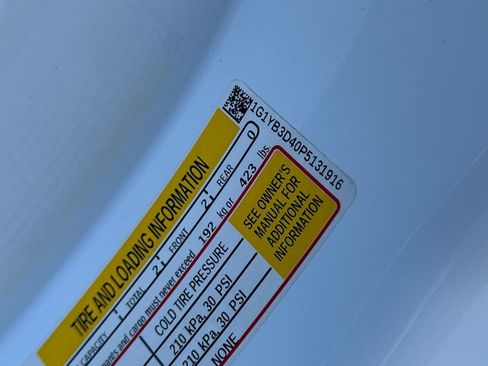 1G1YB3D40P5131916
TIRE AND LOADING INFORMATION
CAPACITY TOTAL 2 FRONT 2 REAR 0
and cargo must never exceed 192 kg or 423 lbs.
COLD TIRE PRESSURE
210 kPa, 30 PSI
210 kPa, 30 PSI
NONE
SEE OWNER'S
MANUAL FOR
ADDITIONAL
INFORMATION